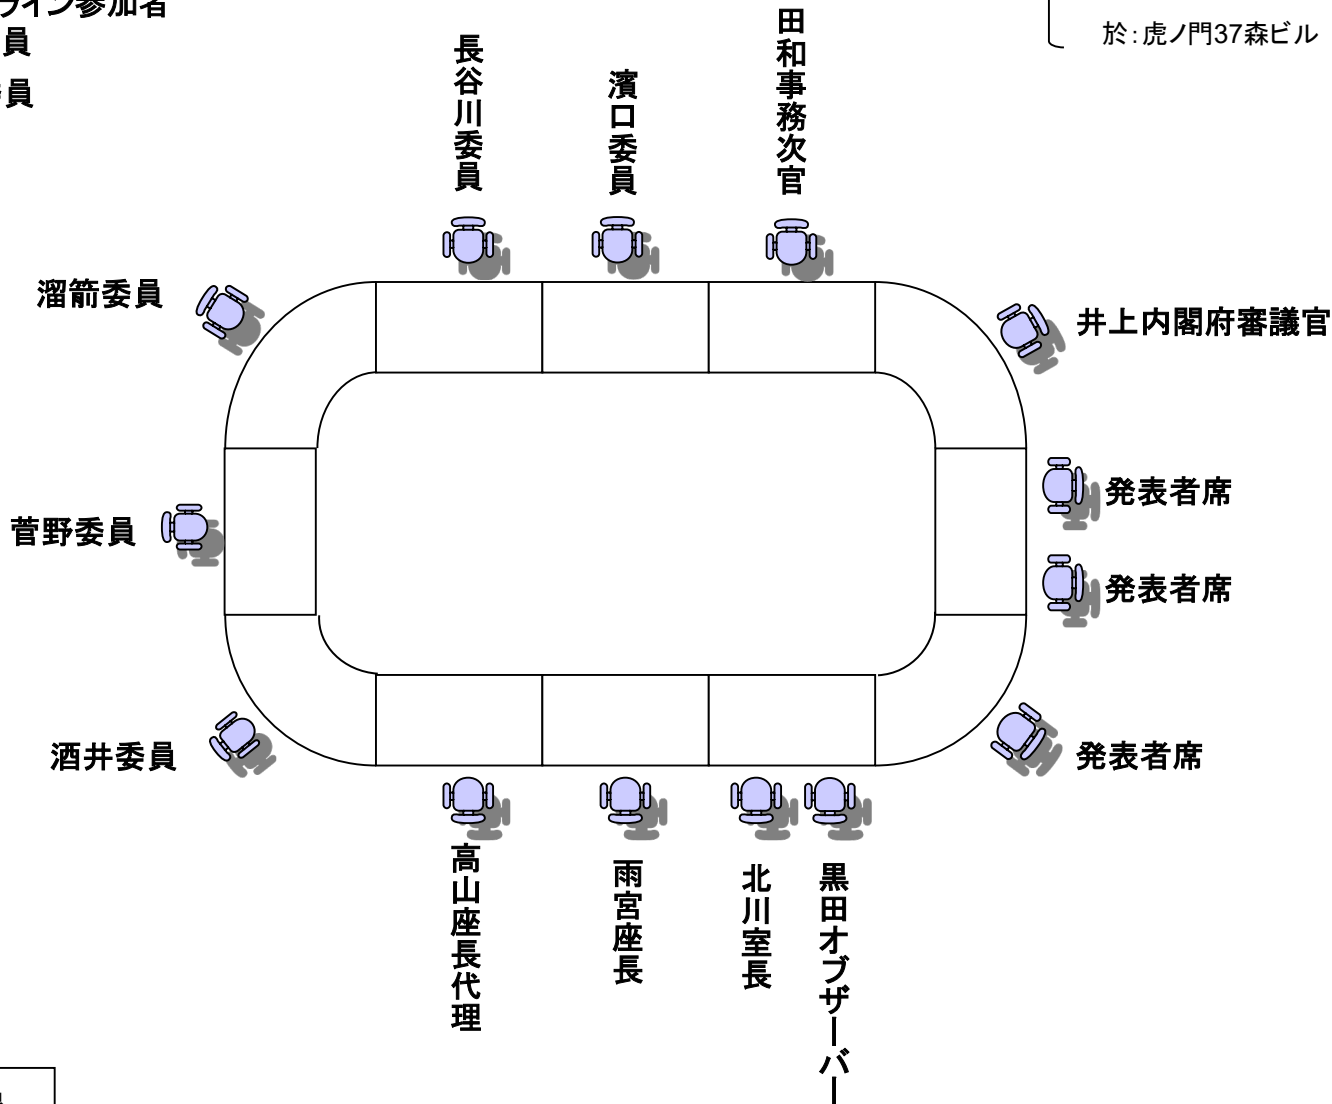 ライン参加者
員
委員
於：虎ノ門37森ビル
長谷川委員
濱口委員
田和事務次官
溜箭委員
井上内閣府審議官
菅野委員
発表者席
発表者席
酒井委員
発表者席
高山座長代理
雨宮座長
北川室長
黒田オブザーバー